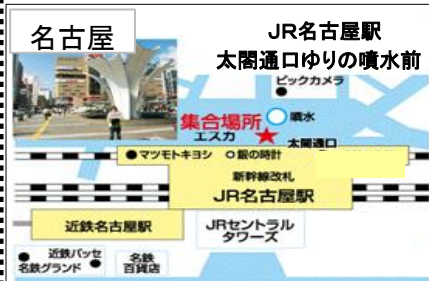 名古屋
JR名古屋駅
太閤通口ゆりの噴水前
ビックカメラ
噴水
集合場所
エスカ
太閤通口
マツモトキヨシ
銀の時計
新幹線改札
JR名古屋駅
近鉄名古屋駅
JRセントラル
タワーズ
近鉄パッセ
名鉄グランド
名鉄
百貨店